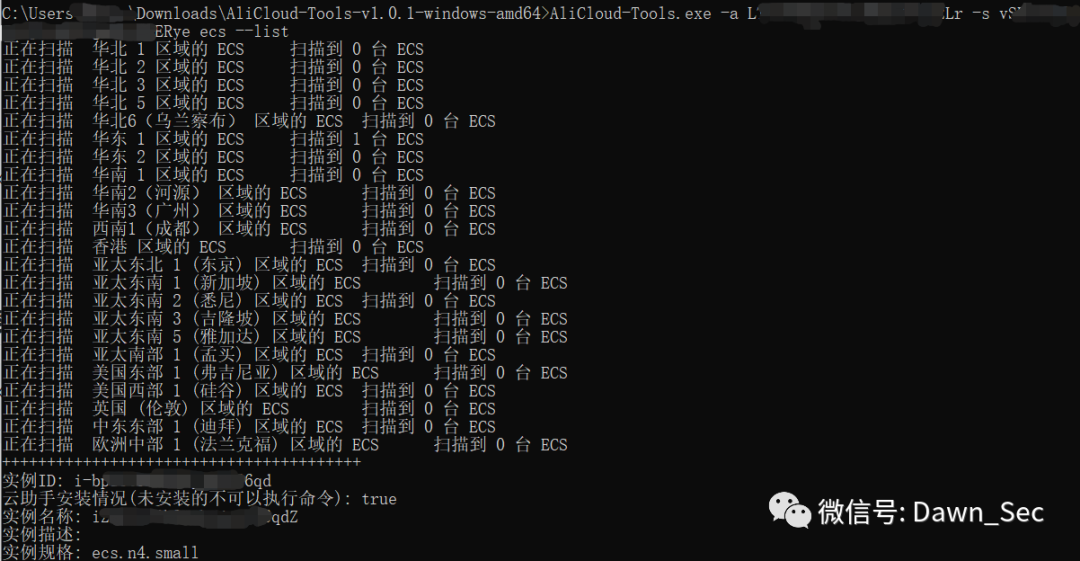 C:\Users \Downloads\AliCloud-Tools-v1.0.1-windows-amd64>AliCloud-Tools.exe -a L LLr -s vS
ERye ecs --list
正在扫描 华北 1 区域的 ECS 扫描到 0 台 ECS
正在扫描 华北 2 区域的 ECS 扫描到 0 台 ECS
正在扫描 华北 3 区域的 ECS 扫描到 0 台 ECS
正在扫描 华北 5 区域的 ECS 扫描到 0 台 ECS
正在扫描 华北6（乌兰察布） 区域的 ECS 扫描到 0 台 ECS
正在扫描 华东 1 区域的 ECS 扫描到 1 台 ECS
正在扫描 华东 2 区域的 ECS 扫描到 0 台 ECS
正在扫描 华南 1 区域的 ECS 扫描到 0 台 ECS
正在扫描 华南2（河源） 区域的 ECS 扫描到 0 台 ECS
正在扫描 华南3（广州） 区域的 ECS 扫描到 0 台 ECS
正在扫描 西南1（成都） 区域的 ECS 扫描到 0 台 ECS
正在扫描 香港 区域的 ECS 扫描到 0 台 ECS
正在扫描 亚太东北 1 (东京) 区域的 ECS 扫描到 0 台 ECS
正在扫描 亚太东南 1 (新加坡) 区域的 ECS 扫描到 0 台 ECS
正在扫描 亚太东南 2 (悉尼) 区域的 ECS 扫描到 0 台 ECS
正在扫描 亚太东南 3 (吉隆坡) 区域的 ECS 扫描到 0 台 ECS
正在扫描 亚太东南 5 (雅加达) 区域的 ECS 扫描到 0 台 ECS
正在扫描 亚太南部 1 (孟买) 区域的 ECS 扫描到 0 台 ECS
正在扫描 美国东部 1 (弗吉尼亚) 区域的 ECS 扫描到 0 台 ECS
正在扫描 美国西部 1 (硅谷) 区域的 ECS 扫描到 0 台 ECS
正在扫描 英国 (伦敦) 区域的 ECS 扫描到 0 台 ECS
正在扫描 中东东部 1 (迪拜) 区域的 ECS 扫描到 0 台 ECS
正在扫描 欧洲中部 1 (法兰克福) 区域的 ECS 扫描到 0 台 ECS
++++++++++++++++++++++++++++++++++++++++
实例ID: i-bp 6qd
云助手安装情况(未安装的不可以执行命令): true
实例名称: iZ qdZ
实例描述:
实例规格: ecs.n4.small
微信号: Dawn_Sec